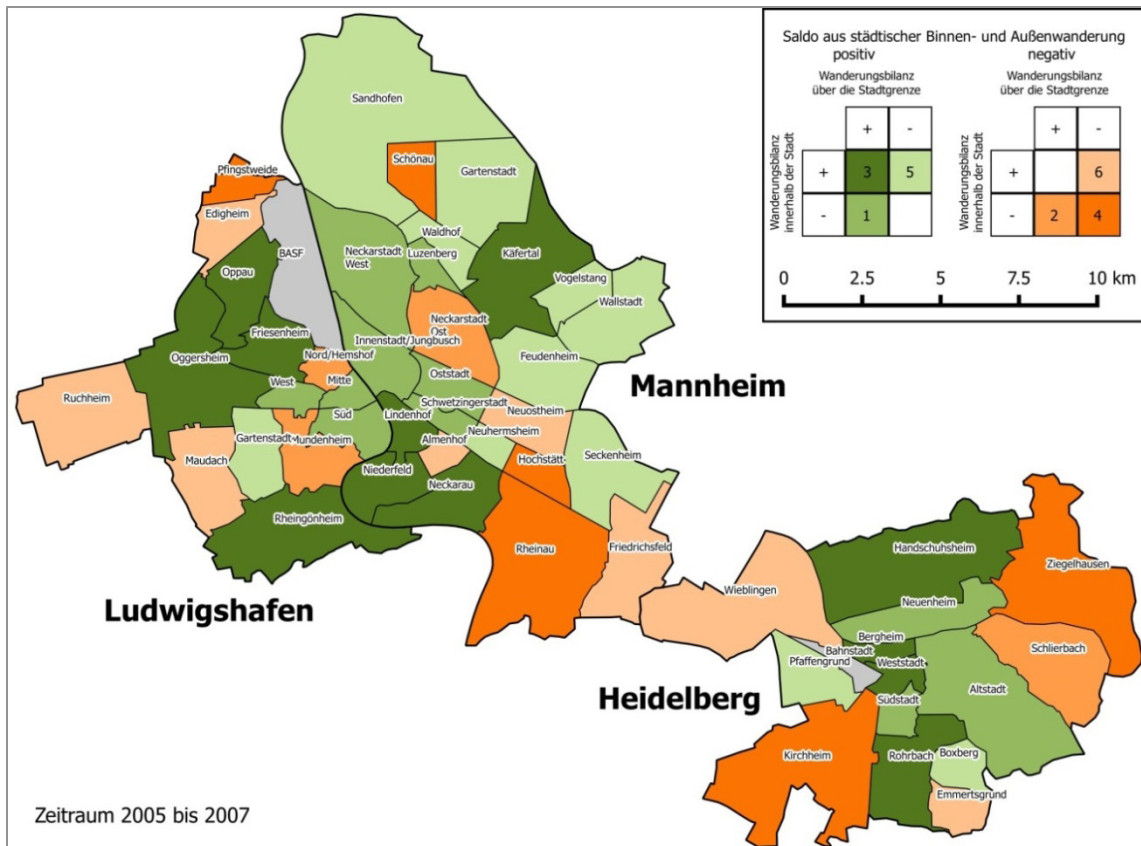 Saldo aus städtischer Binnen- und Außenwanderung
positiv
negativ
Wanderungsbilanz
über die Stadtgrenze
Wanderungsbilanz
über die Stadtgrenze
Wanderungsbilanz
innerhalb der Stadt
Wanderungsbilanz
innerhalb der Stadt
+ -
+ 3 5
- 1
+ -
+ 6
- 2 4
0 2.5 5 7.5 10 km
Sandhofen
Schönau
Gartenstadt
Pfingstweide
Edigheim
BASF
Waldhof
Neckarstadt
West
Luzenberg
Käfertal
Oppau
Vogelstang
Wallstadt
Neckarstadt
Ost
Friesenheim
Innenstadt/Jungbusch
Nord/Hemshof
Feudenheim
Oggersheim
Mitte
West
Oststadt
Mannheim
Ruchheim
Süd
Lindenhof
Schwetzingerstadt
Neuostheim
Gartenstadt
Mundenheim
Almenhof
Neuhermsheim
Maudach
Niederfeld
Hochstätt
Seckenheim
Neckarau
Rheingönheim
Rheinau
Friedrichsfeld
Ludwigshafen
Wieblingen
Handschuhsheim
Ziegelhausen
Neuenheim
Bergheim
Bahnstadt
Pfaffengrund
Weststadt
Schlierbach
Altstadt
Heidelberg
Südstadt
Kirchheim
Rohrbach
Boxberg
Emmertsgrund
Zeitraum 2005 bis 2007